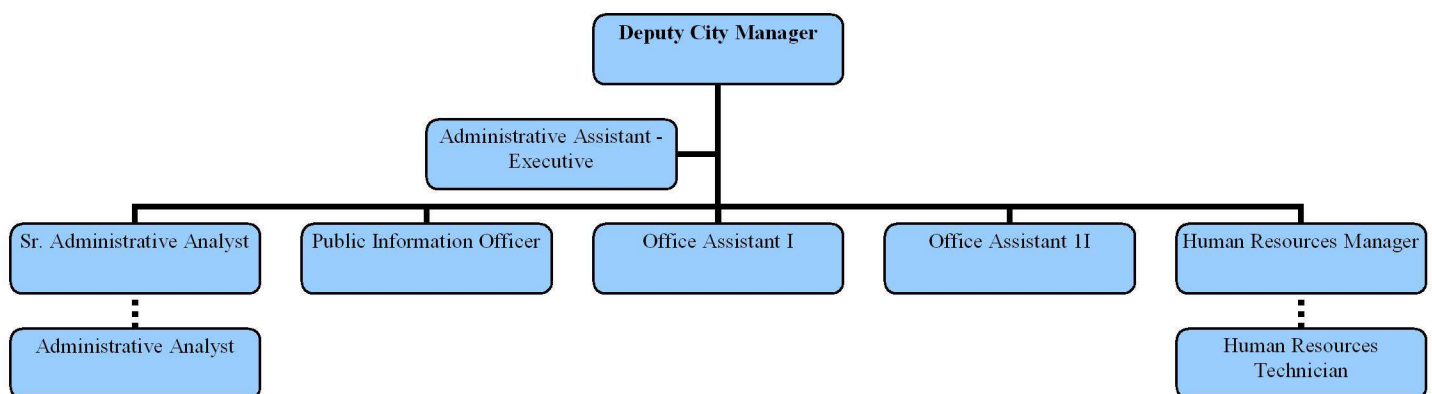 Deputy City Manager
Administrative Assistant -
Executive
Sr. Administrative Analyst
Public Information Officer
Office Assistant I
Office Assistant 1I
Human Resources Manager
Administrative Analyst
Human Resources
Technician